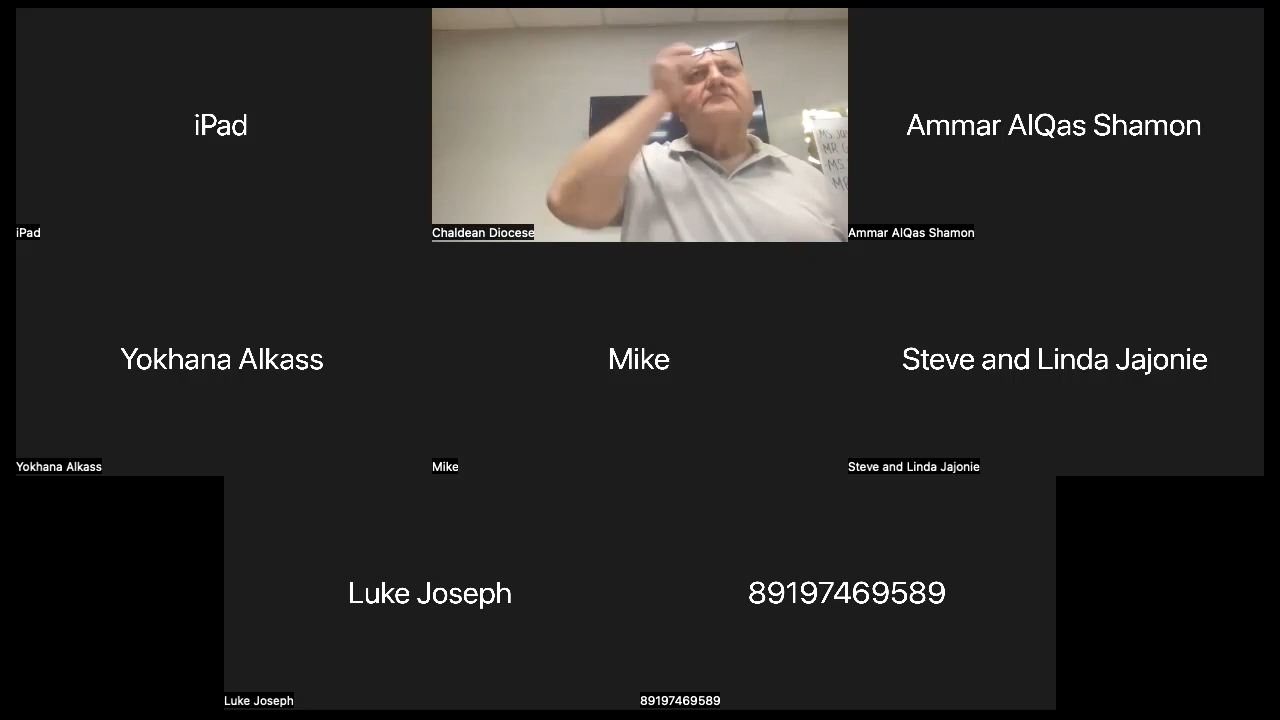 iPad
iPad
Chaldean Diocese
MR
Ammar AlQas Shamon
Ammar AlQas Shamon
Yokhana Alkass
Yokhana Alkass
Mike
Mike
Steve and Linda Jajonie
Steve and Linda Jajonie
Luke Joseph
Luke Joseph
89197469589
89197469589